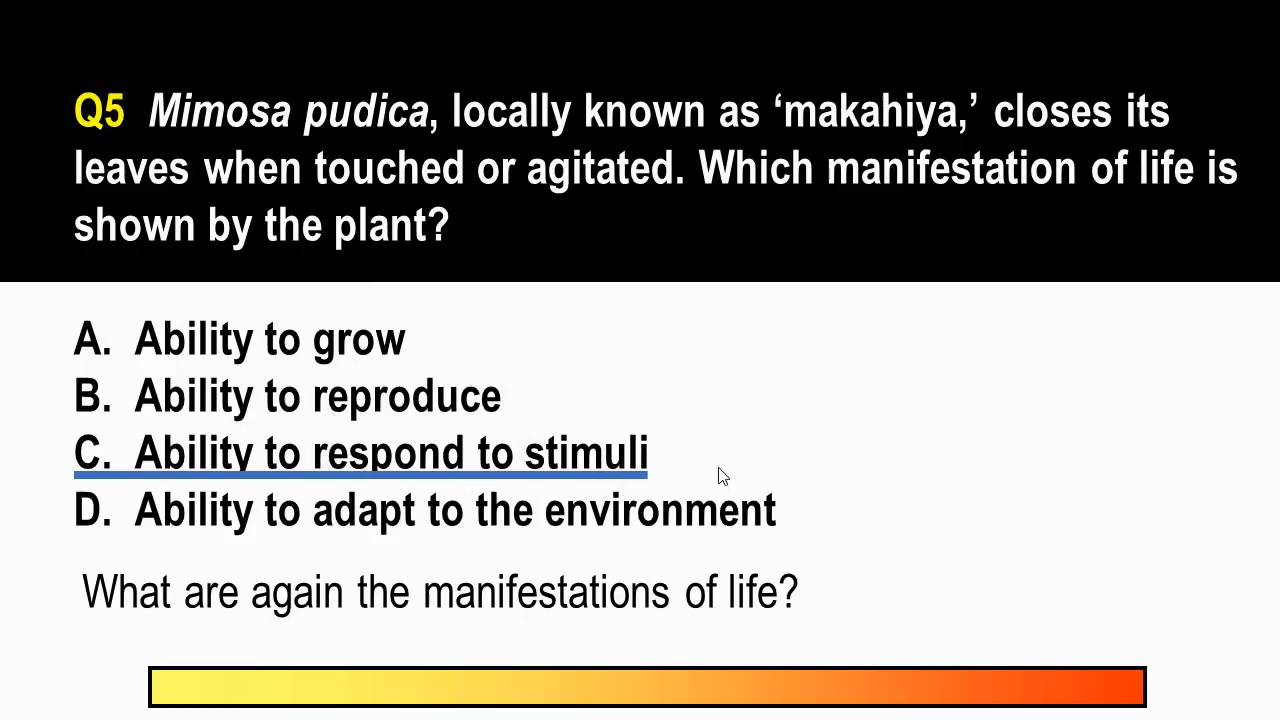 Q5 Mimosa pudica, locally known as ‘makahiya,’ closes its
leaves when touched or agitated. Which manifestation of life is
shown by the plant?
A. Ability to grow
B. Ability to reproduce
C. Ability to respond to stimuli
D. Ability to adapt to the environment
What are again the manifestations of life?